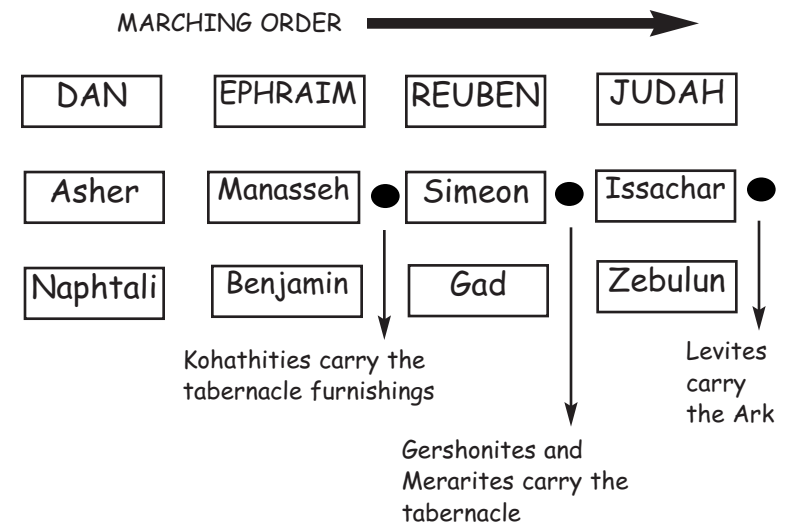 MARCHING ORDER
DAN
EPHRAIM
REUBEN
JUDAH
Asher
Manasseh
Simeon
Issachar
Naphtali
Benjamin
Gad
Zebulun
Kohathities carry the
tabernacle furnishings
Levites
carry
the Ark
Gershonites and
Merarites carry the
tabernacle